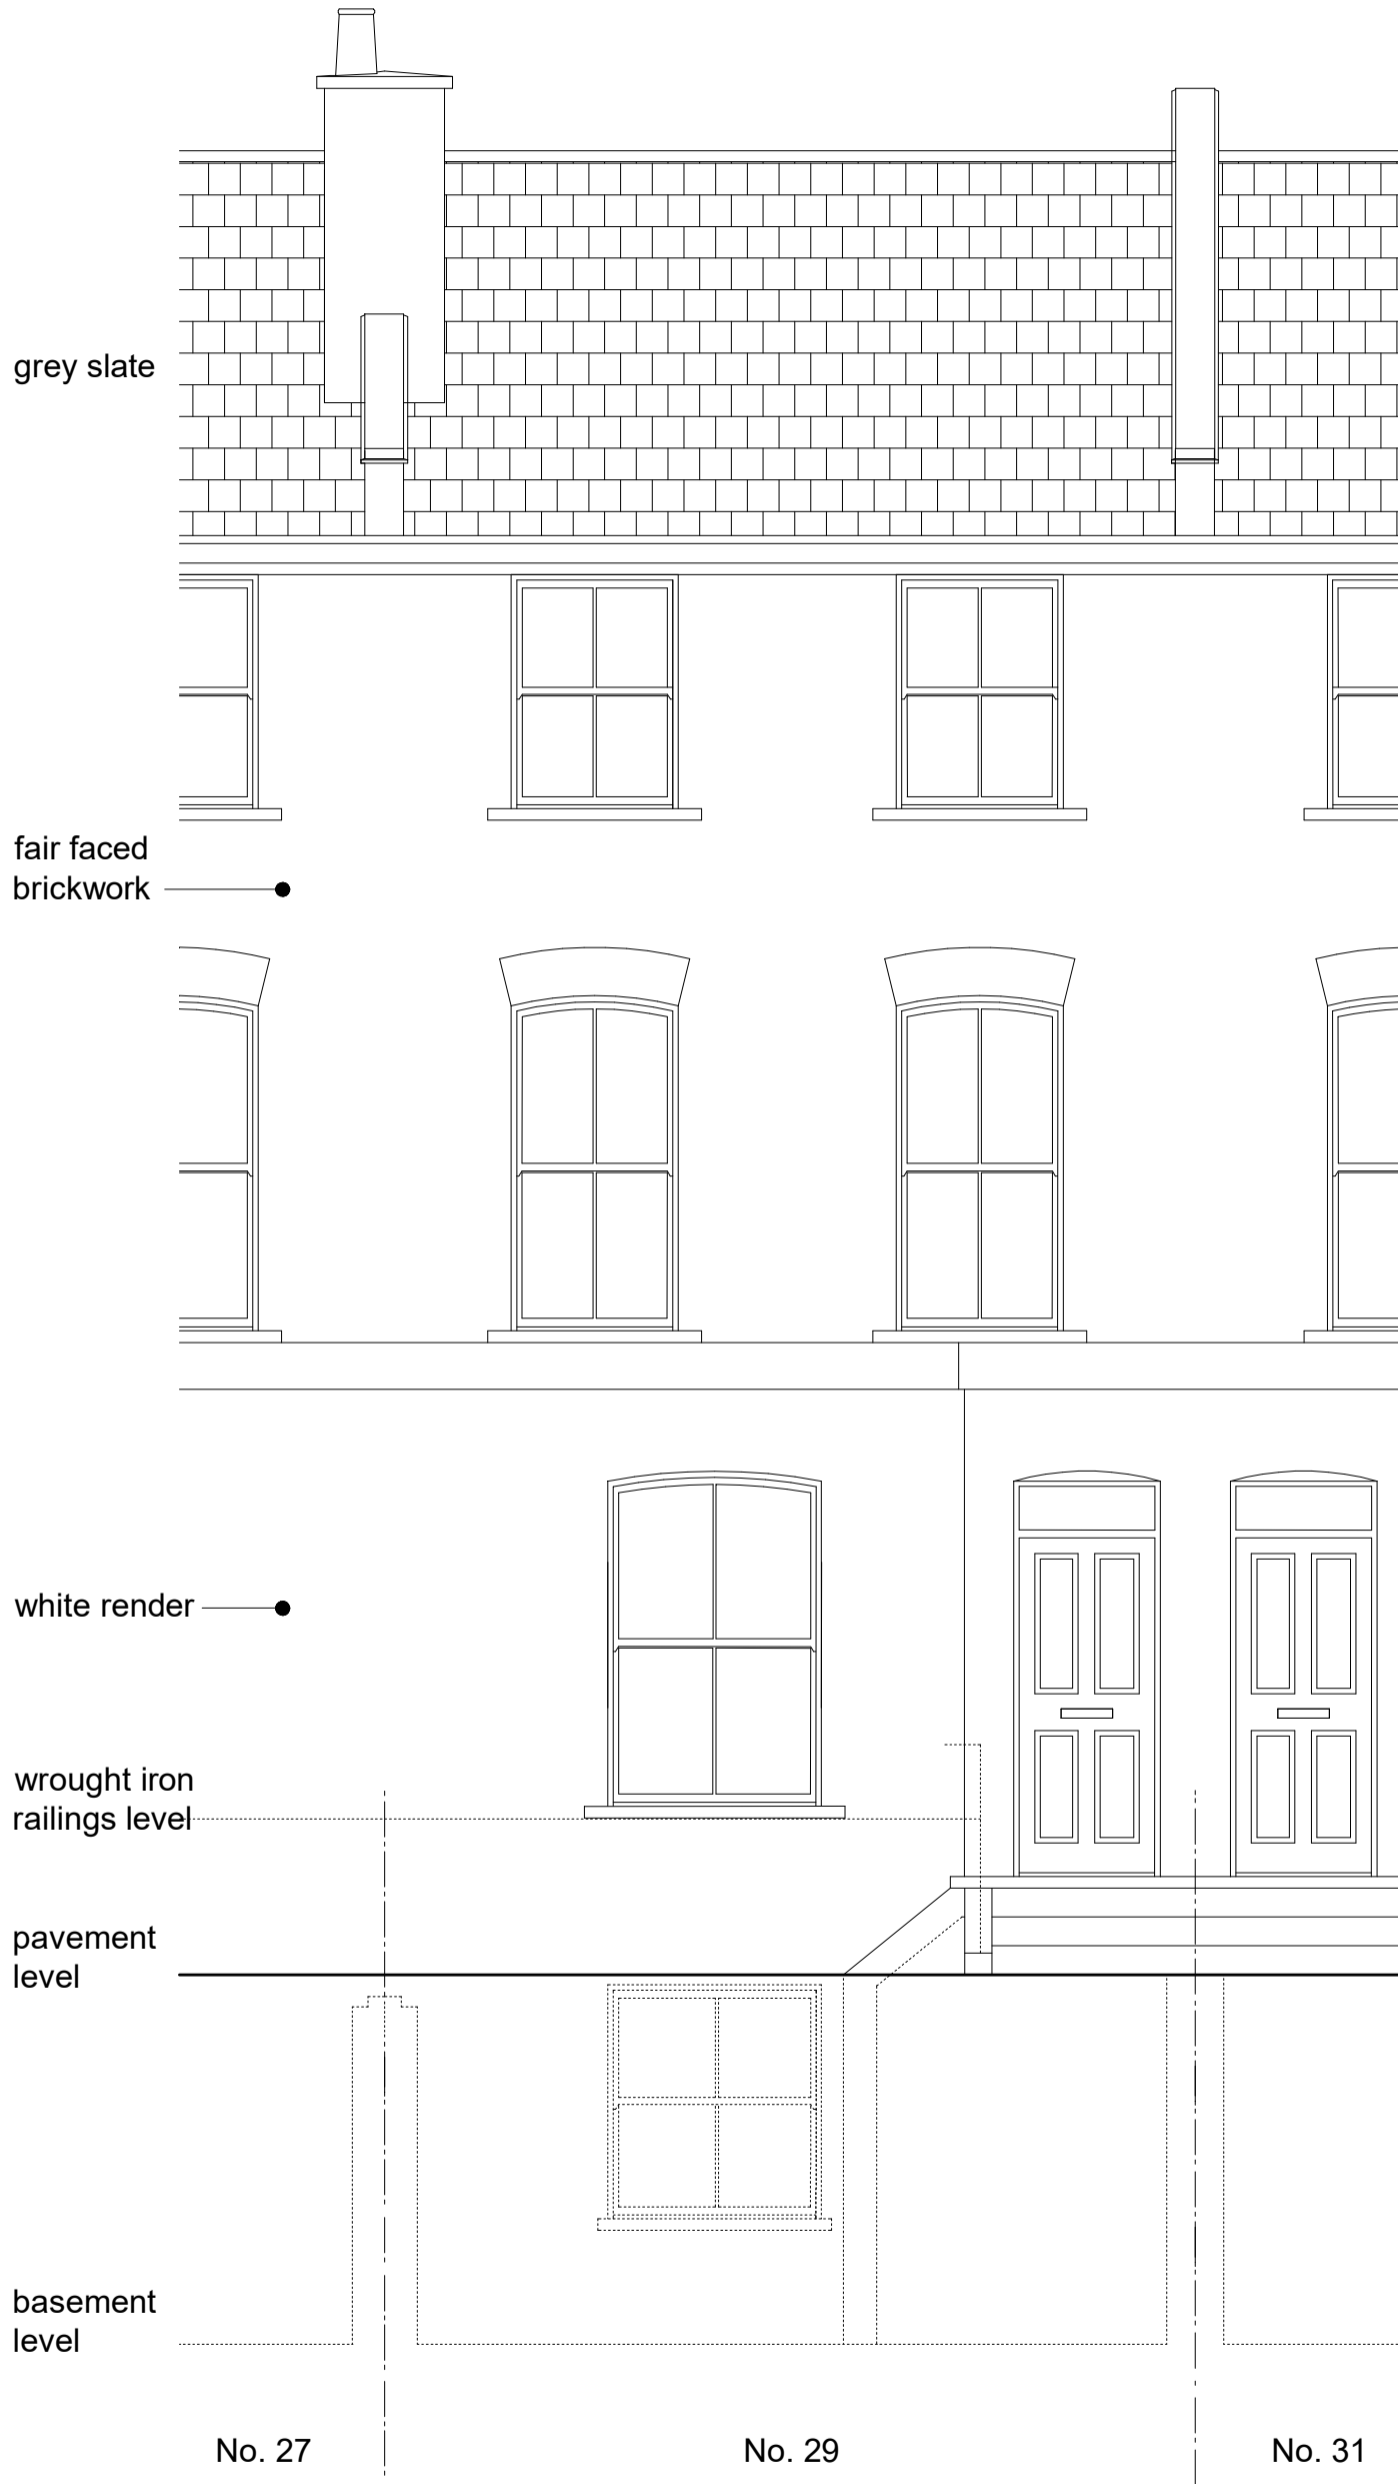 grey slate
fair faced
brickwork
white render
wrought iron
railings level
pavement
level
basement
level
No. 27
No. 29
No. 31